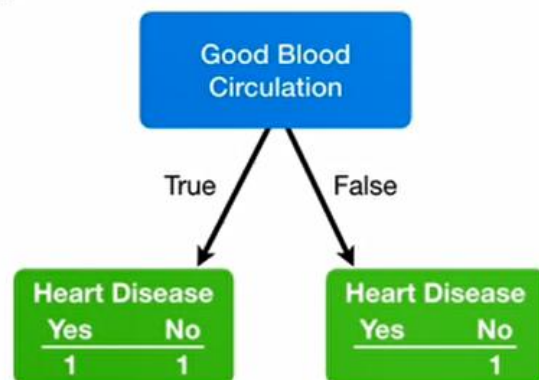 Good Blood
Circulation
True
False
Heart Disease
Yes No
1 1
Heart Disease
Yes No
1